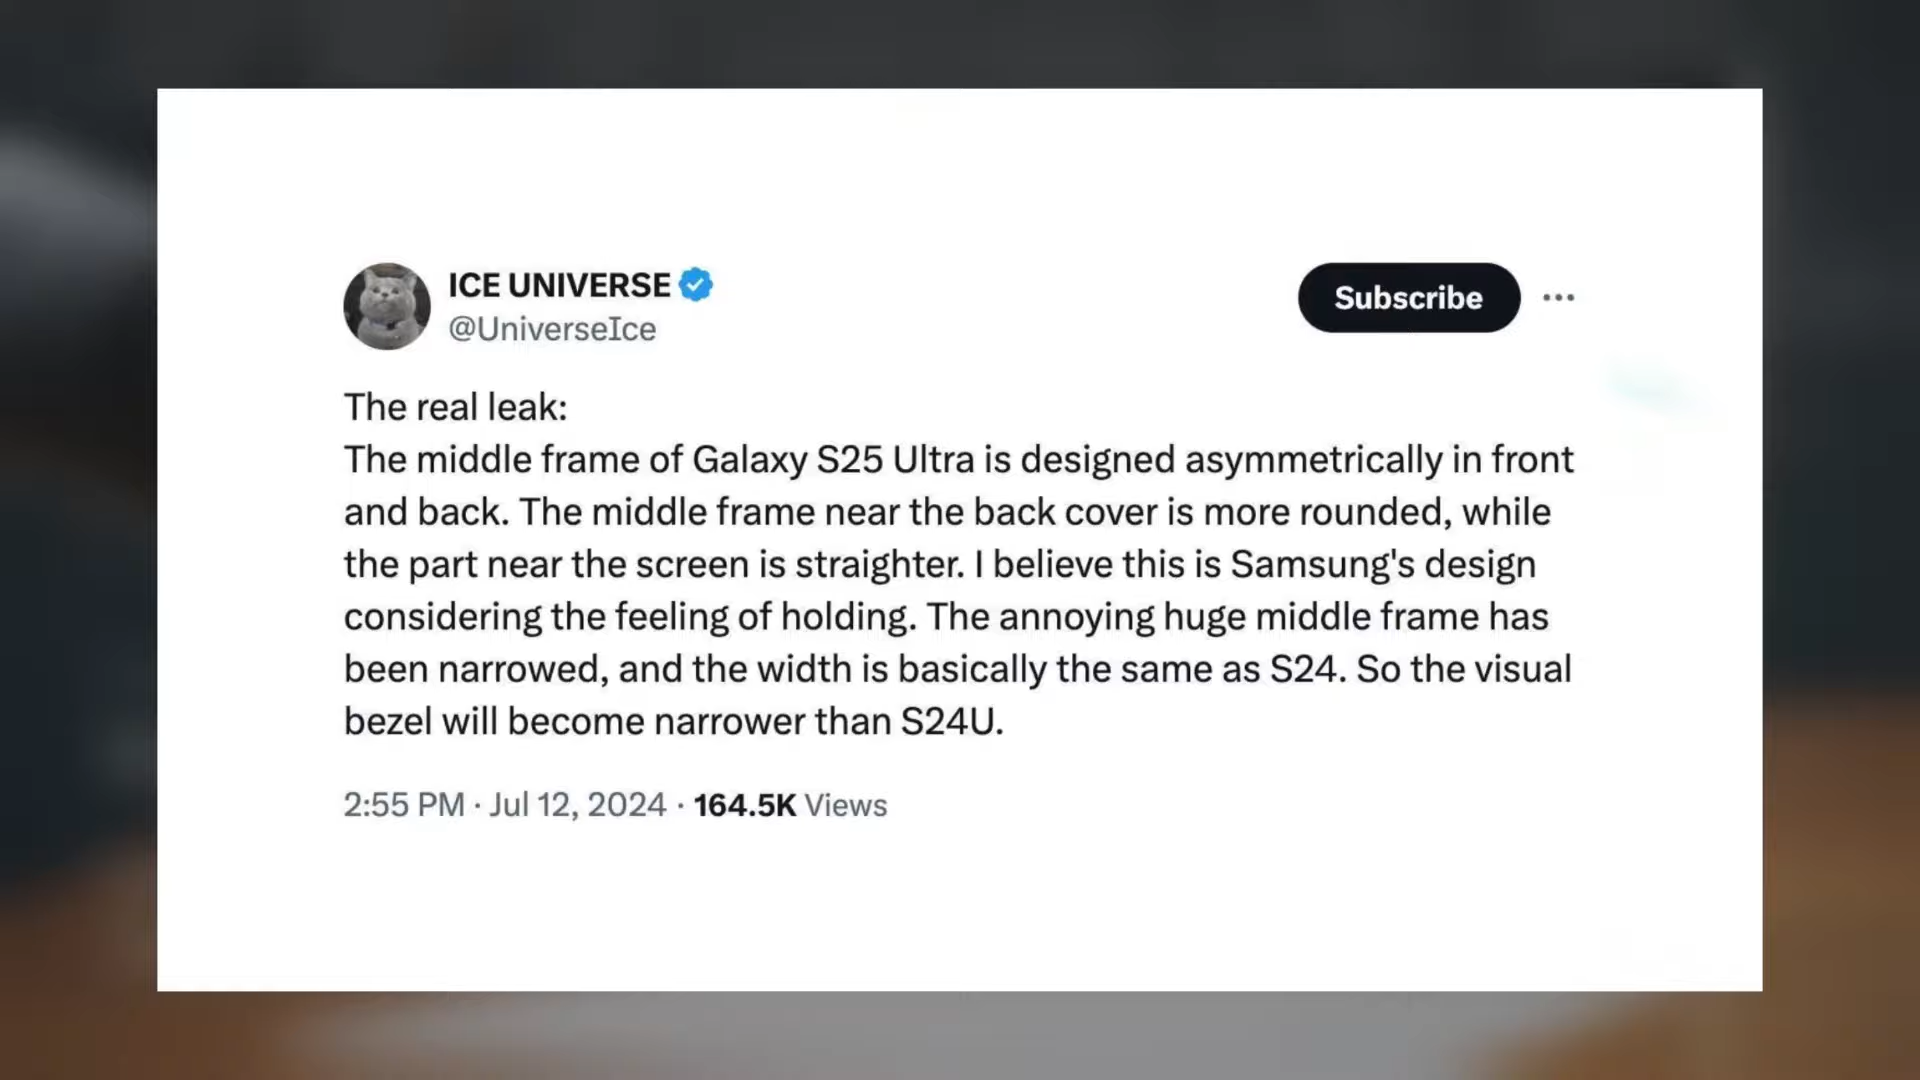 ICE UNIVERSE
@UniverseIce
Subscribe
The real leak:
The middle frame of Galaxy S25 Ultra is designed asymmetrically in front
and back. The middle frame near the back cover is more rounded, while
the part near the screen is straighter. I believe this is Samsung's design
considering the feeling of holding. The annoying huge middle frame has
been narrowed, and the width is basically the same as S24. So the visual
bezel will become narrower than S24U.
2:55 PM · Jul 12, 2024 · 164.5K Views